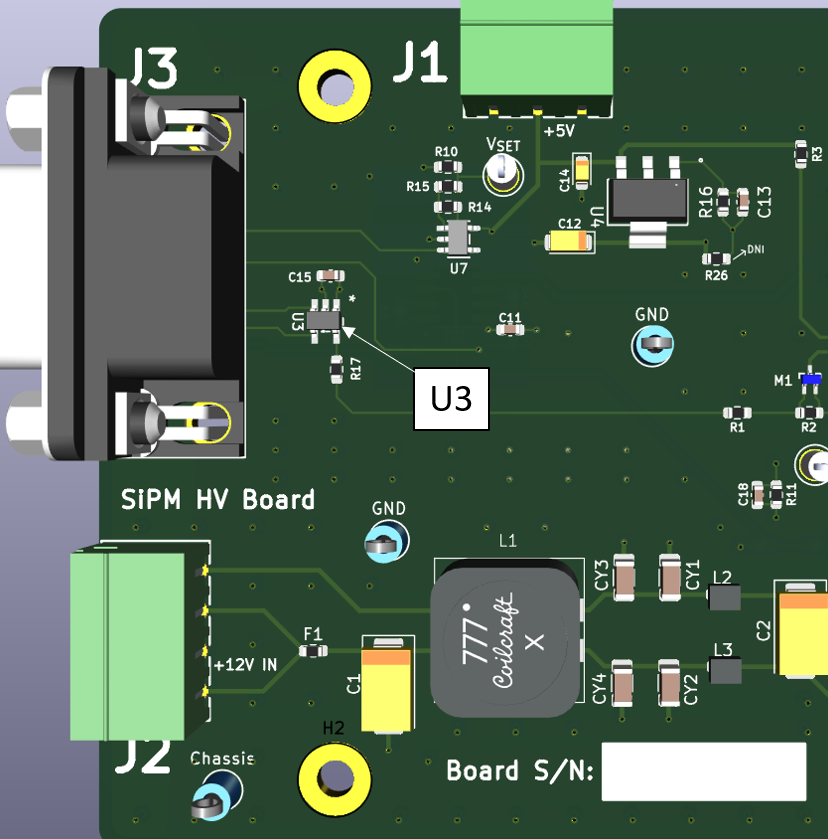 J3
J1
+5V
R10
VSET
R15
R14
C14
U4
R16
C13
R3
C12
U7
DNI
R26
C15
*
U3
C11
GND
R17
U3
M1
R1
R2
SiPM HV Board
C18
R11
GND
L1
CY3
CY1
L2
777
Coilcraft
X
F1
+12V IN
C1
L3
C2
CY4
CY2
H2
J2
Chassis
Board S/N: